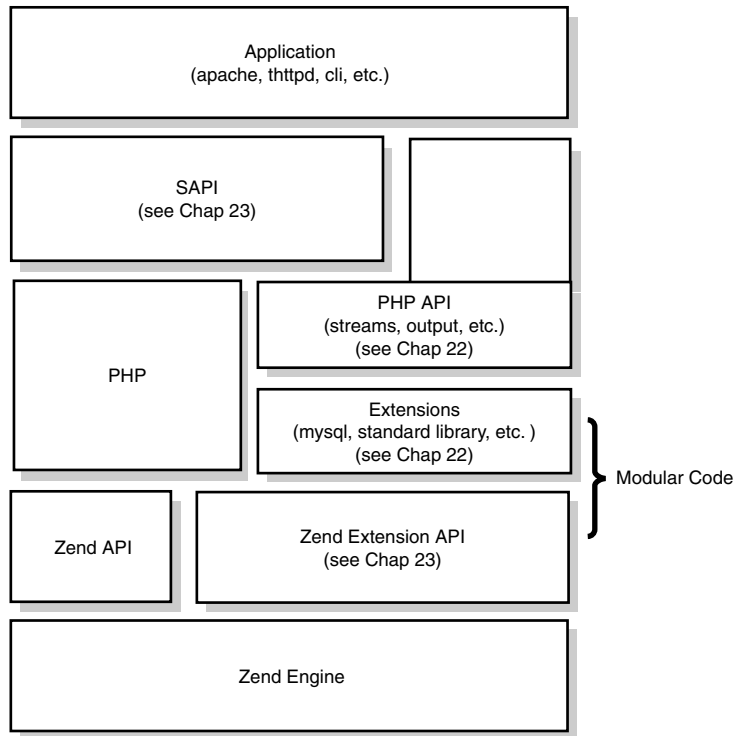 Application
(apache, thttpd, cli, etc.)
SAPI
(see Chap 23)
PHP API
(streams, output, etc.)
(see Chap 22)
PHP
Extensions
(mysql, standard library, etc. )
(see Chap 22)
Modular Code
Zend API
Zend Extension API
(see Chap 23)
Zend Engine